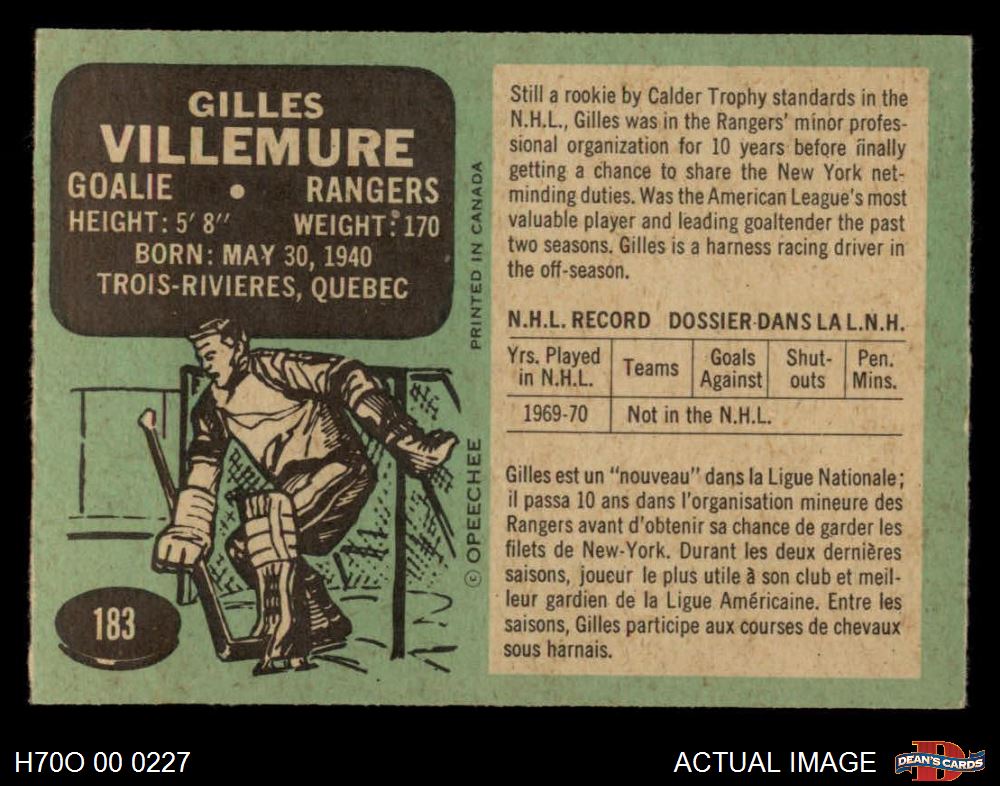 GILLES
VILLEMURE
GOALIE • RANGERS
HEIGHT: 5' 8" WEIGHT: 170
BORN: MAY 30, 1940
TROIS-RIVIERES, QUEBEC
PRINTED IN CANADA
© OPEECHEE
183
Still a rookie by Calder Trophy standards in the
N.H.L., Gilles was in the Rangers' minor profes-
sional organization for 10 years before finally
getting a chance to share the New York net-
minding duties. Was the American League's most
valuable player and leading goaltender the past
two seasons. Gilles is a harness racing driver in
the off-season.
N.H.L. RECORD DOSSIER DANS LA L.N.H.
Yrs. Played in N.H.L. Teams Goals Against Shut-outs Pen. Mins.
1969-70 Not in the N.H.L.
Gilles est un "nouveau" dans la Ligue Nationale;
il passa 10 ans dans l'organisation mineure des
Rangers avant d'obtenir sa chance de garder les
filets de New-York. Durant les deux dernières
saisons, joueur le plus utile à son club et meil-
leur gardien de la Ligue Américaine. Entre les
saisons, Gilles participe aux courses de chevaux
sous harnais.
H70O 00 0227
ACTUAL IMAGE
D
DEAN'S CARDS